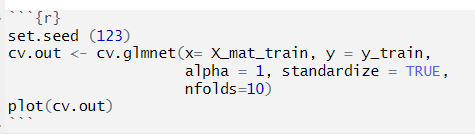 ```{r}
set.seed (123)
cv.out <- cv.glmnet(x= X_mat_train, y = y_train,
                    alpha = 1, standardize = TRUE,
                    nfolds=10)
plot(cv.out)
```